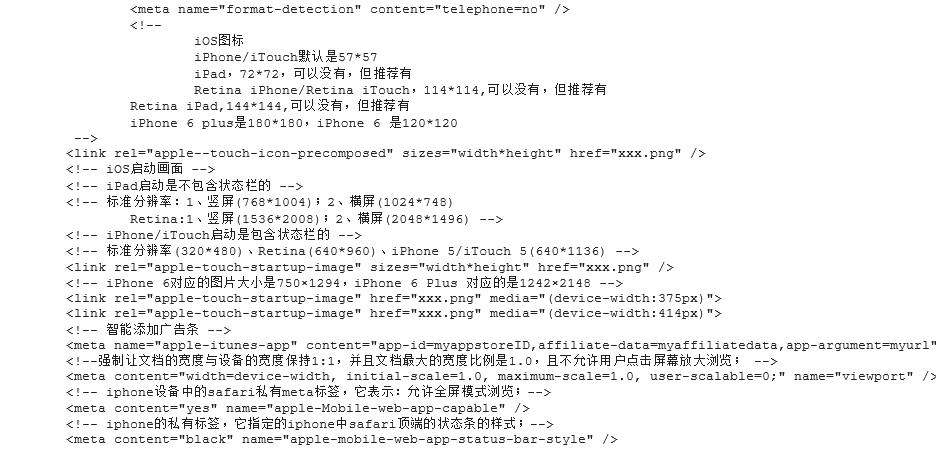 <meta name="format-detection" content="telephone=no" />
<!--
iOS图标
iPhone/iTouch默认是57*57
iPad，72*72，可以没有，但推荐有
Retina iPhone/Retina iTouch，114*114,可以没有，但推荐有
Retina iPad,144*144,可以没有，但推荐有
iPhone 6 plus是180*180，iPhone 6 是120*120
-->
<link rel="apple--touch-icon-precomposed" sizes="width*height" href="xxx.png" />
<!-- iOS启动画面 -->
<!-- iPad启动是不包含状态栏的 -->
<!-- 标准分辨率：1、竖屏(768*1004)；2、横屏(1024*748)
Retina:1、竖屏(1536*2008)；2、横屏(2048*1496) -->
<!-- iPhone/iTouch启动是包含状态栏的 -->
<!-- 标准分辨率(320*480)、Retina(640*960)、iPhone 5/iTouch 5(640*1136) -->
<link rel="apple-touch-startup-image" sizes="width*height" href="xxx.png" />
<!-- iPhone 6对应的图片大小是750×1294，iPhone 6 Plus 对应的是1242×2148 -->
<link rel="apple-touch-startup-image" href="xxx.png" media="(device-width:375px)">
<link rel="apple-touch-startup-image" href="xxx.png" media="(device-width:414px)">
<!-- 智能添加广告条 -->
<meta name="apple-itunes-app" content="app-id=myappstoreID,affiliate-data=myaffiliatedata,app-argument=myurl"
<!--强制让文档的宽度与设备的宽度保持1:1，并且文档最大的宽度比例是1.0，且不允许用户点击屏幕放大浏览； -->
<meta content="width=device-width, initial-scale=1.0, maximum-scale=1.0, user-scalable=0;" name="viewport" />
<!-- iphone设备中的safari私有meta标签，它表示：允许全屏模式浏览；-->
<meta content="yes" name="apple-Mobile-web-app-capable" />
<!-- iphone的私有标签，它指定的iphone中safari顶端的状态条的样式；-->
<meta content="black" name="apple-mobile-web-app-status-bar-style" />